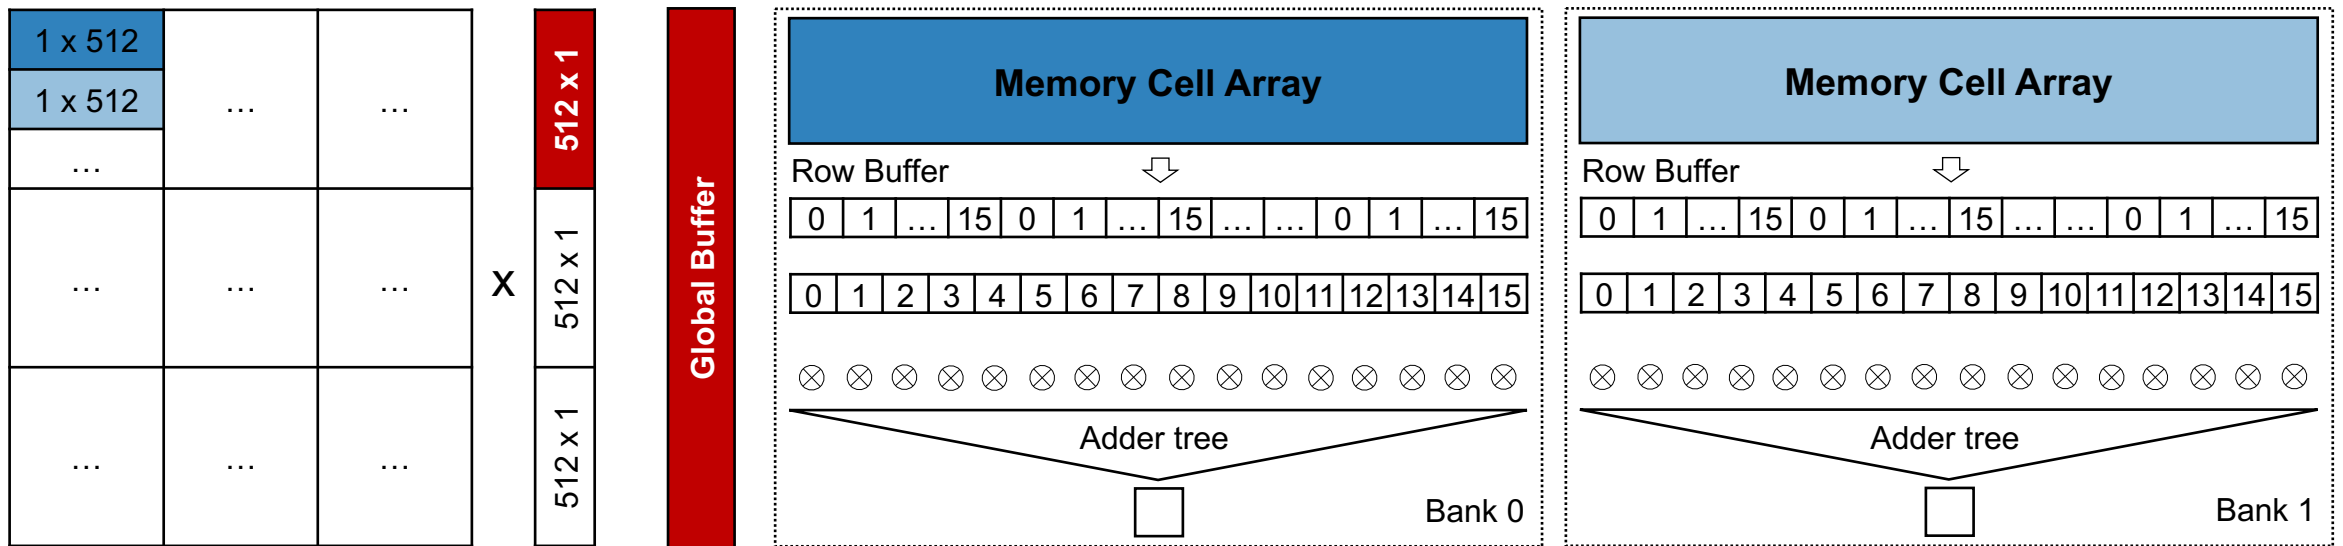 1 x 512
1 x 512
...
... ...
... ... ...
... ... ...
x
512 x 1
512 x 1
512 x 1
Global Buffer
Memory Cell Array
Row Buffer
0 1 ... 15 0 1 ... 15 ... ... 0 1 ... 15
0 1 2 3 4 5 6 7 8 9 10 11 12 13 14 15
Adder tree
Bank 0
Memory Cell Array
Row Buffer
0 1 ... 15 0 1 ... 15 ... ... 0 1 ... 15
0 1 2 3 4 5 6 7 8 9 10 11 12 13 14 15
Adder tree
Bank 1